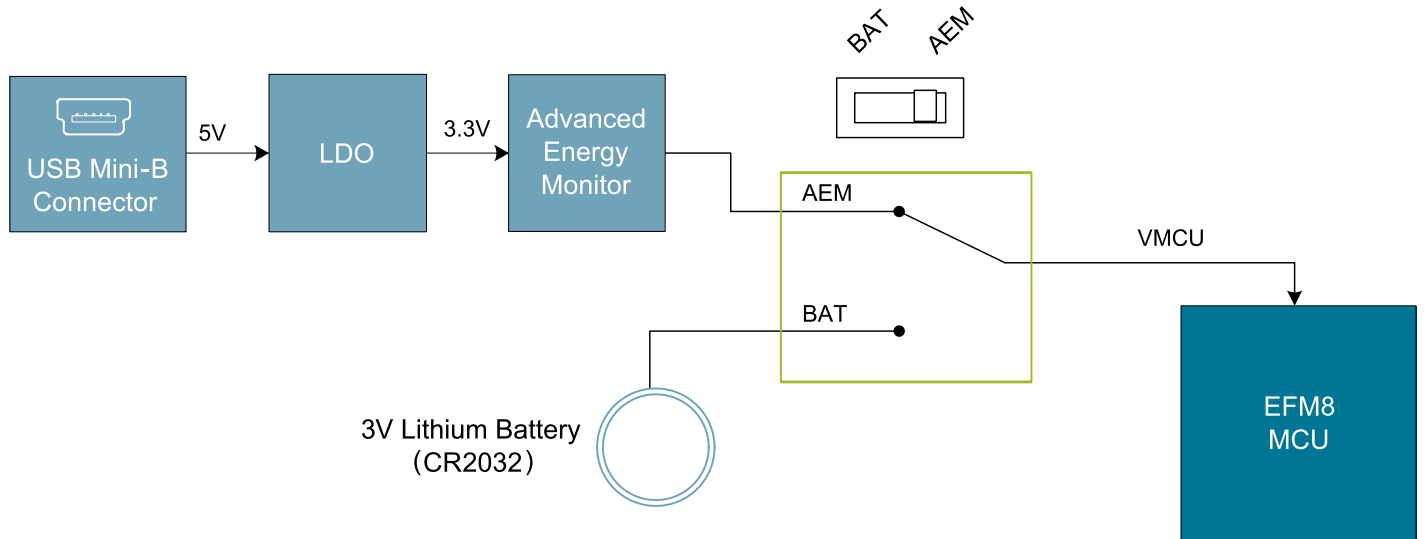 BAT
AEM
USB Mini-B
Connector
5V
LDO
3.3V
Advanced
Energy
Monitor
AEM
BAT
VMCU
3V Lithium Battery
(CR2032)
EFM8
MCU